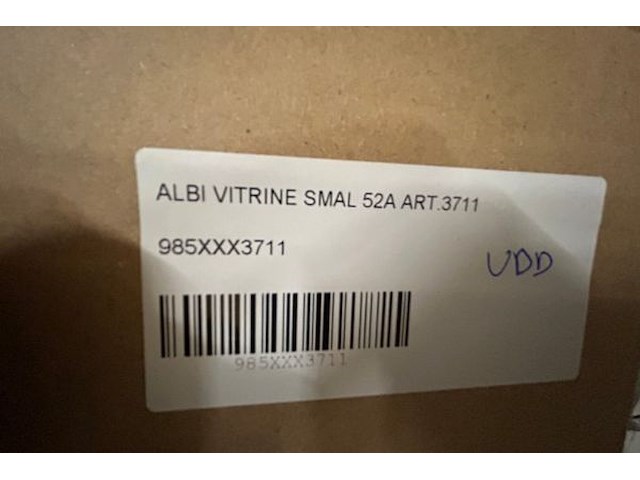 ALBI VITRINE SMAL 52A ART.3711
985XXX3711
UDD
985XXX3711